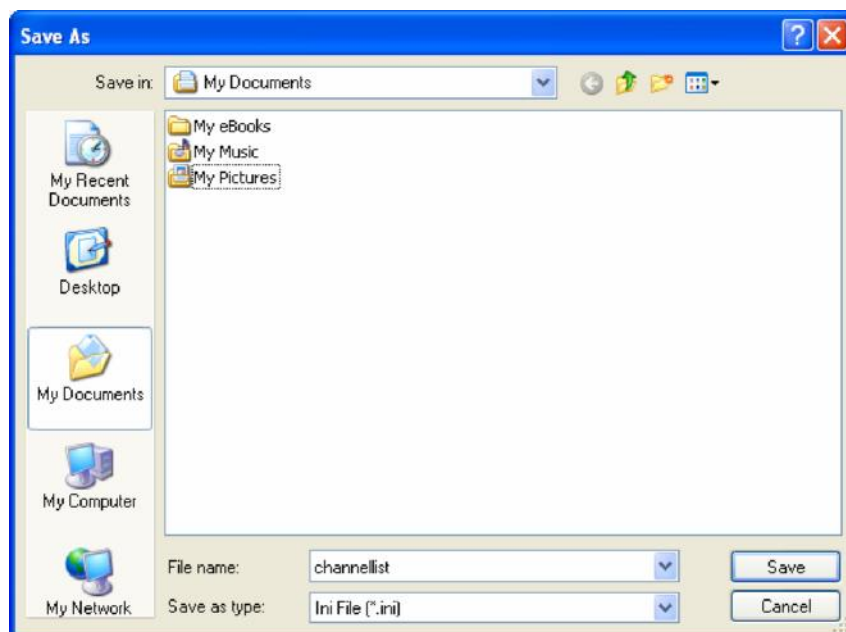 Save As
Save in:
My Documents
My eBooks
My Music
My Pictures
My Recent
Documents
Desktop
My Documents
My Computer
My Network
File name:
channellist
Save
Save as type:
Ini File (*.ini)
Cancel